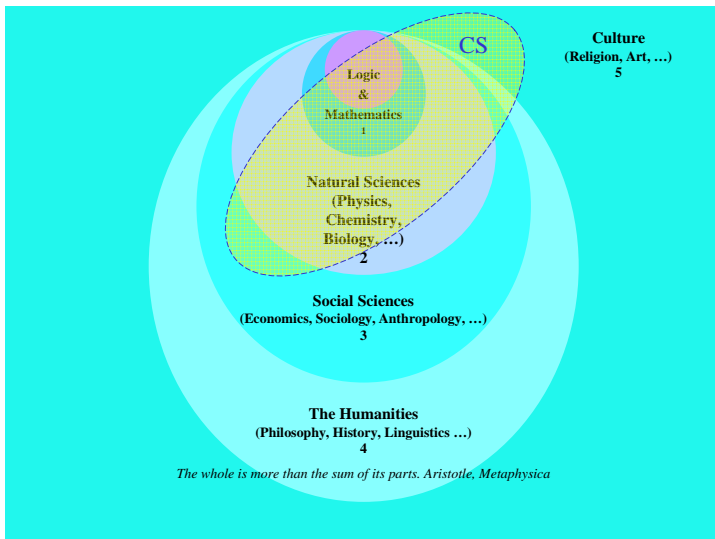 CS
Culture
(Religion, Art, …)
5
Logic
&
Mathematics
1
Natural Sciences
(Physics,
Chemistry,
Biology, …)
2
Social Sciences
(Economics, Sociology, Anthropology, …)
3
The Humanities
(Philosophy, History, Linguistics …)
4
The whole is more than the sum of its parts. Aristotle, Metaphysica